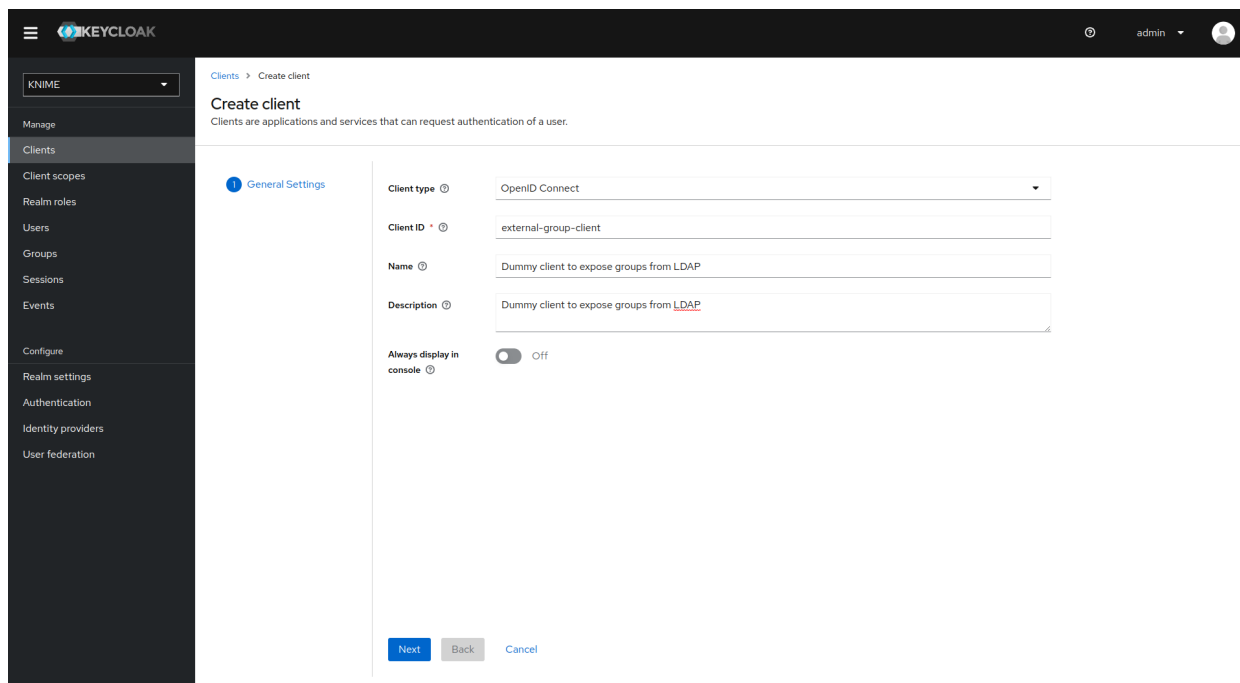 KEYCLOAK
admin
KNIME
Manage
Clients
Client scopes
Realm roles
Users
Groups
Sessions
Events
Configure
Realm settings
Authentication
Identity providers
User federation
Clients > Create client
Create client
Clients are applications and services that can request authentication of a user.
1 General Settings
Client type
OpenID Connect
Client ID *
external-group-client
Name
Dummy client to expose groups from LDAP
Description
Dummy client to expose groups from LDAP
Always display in
console
Off
Next Back Cancel